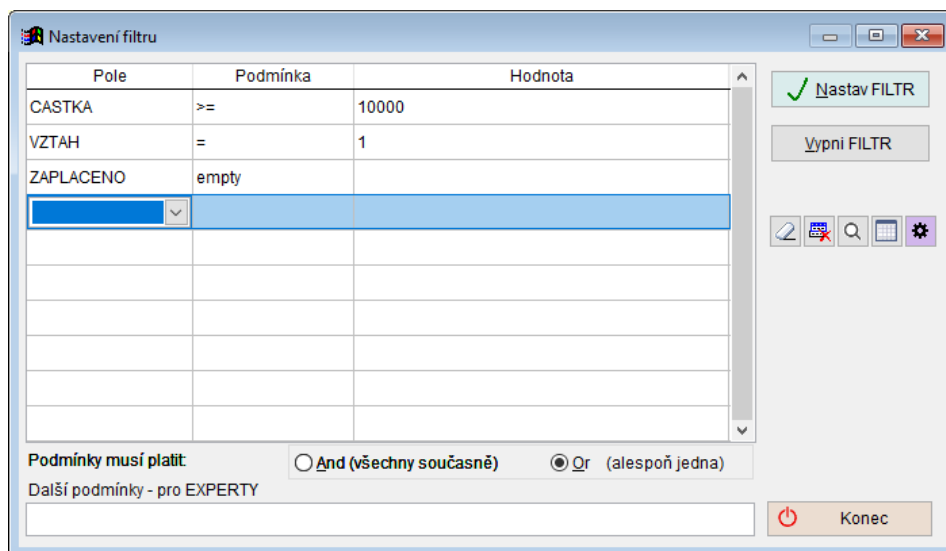 Nastavení filtru
Pole Podmínka Hodnota
CASTKA >= 10000
VZTAH = 1
ZAPLACENO empty
Nastav FILTR
Vypni FILTR
Podmínky musí platit: And (všechny současně) Or (alespoň jedna)
Další podmínky - pro EXPERTY
Konec